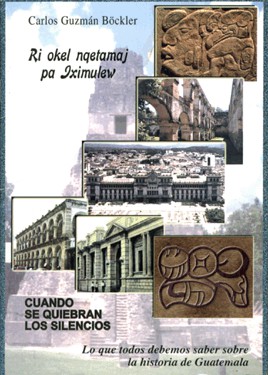 Carlos Guzmán Böckler
Ri okel nqetamaj
pa Iximulew
CUANDO
SE QUIEBRAN
LOS SILENCIOS
Lo que todos debemos saber sobre
la historia de Guatemala